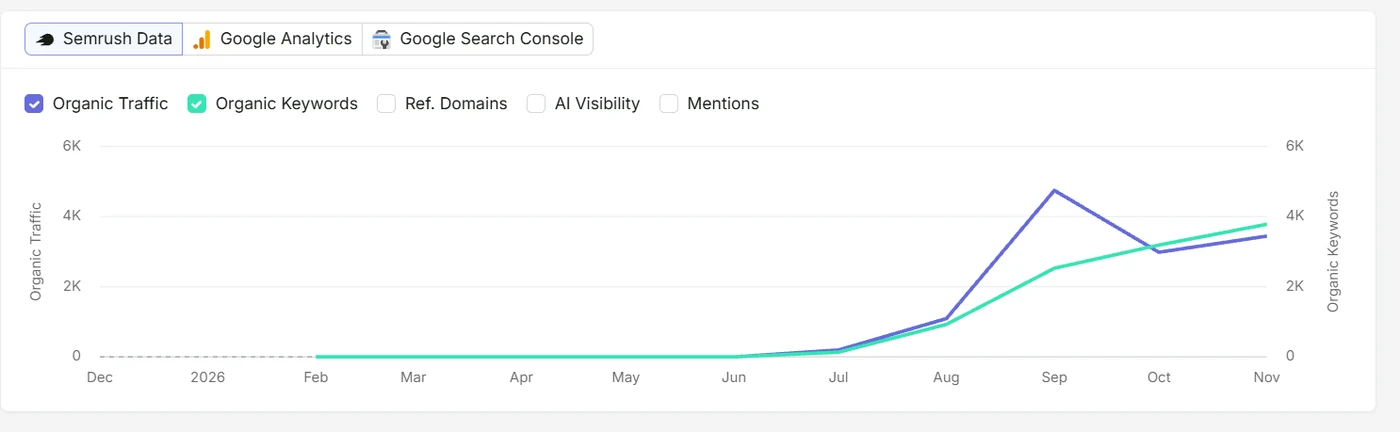 Semrush Data Google Analytics Google Search Console
Organic Traffic Organic Keywords Ref. Domains AI Visibility Mentions
6K 6K
4K 4K
2K 2K
0 0
Organic Traffic
Organic Keywords
Dec 2026 Feb Mar Apr May Jun Jul Aug Sep Oct Nov